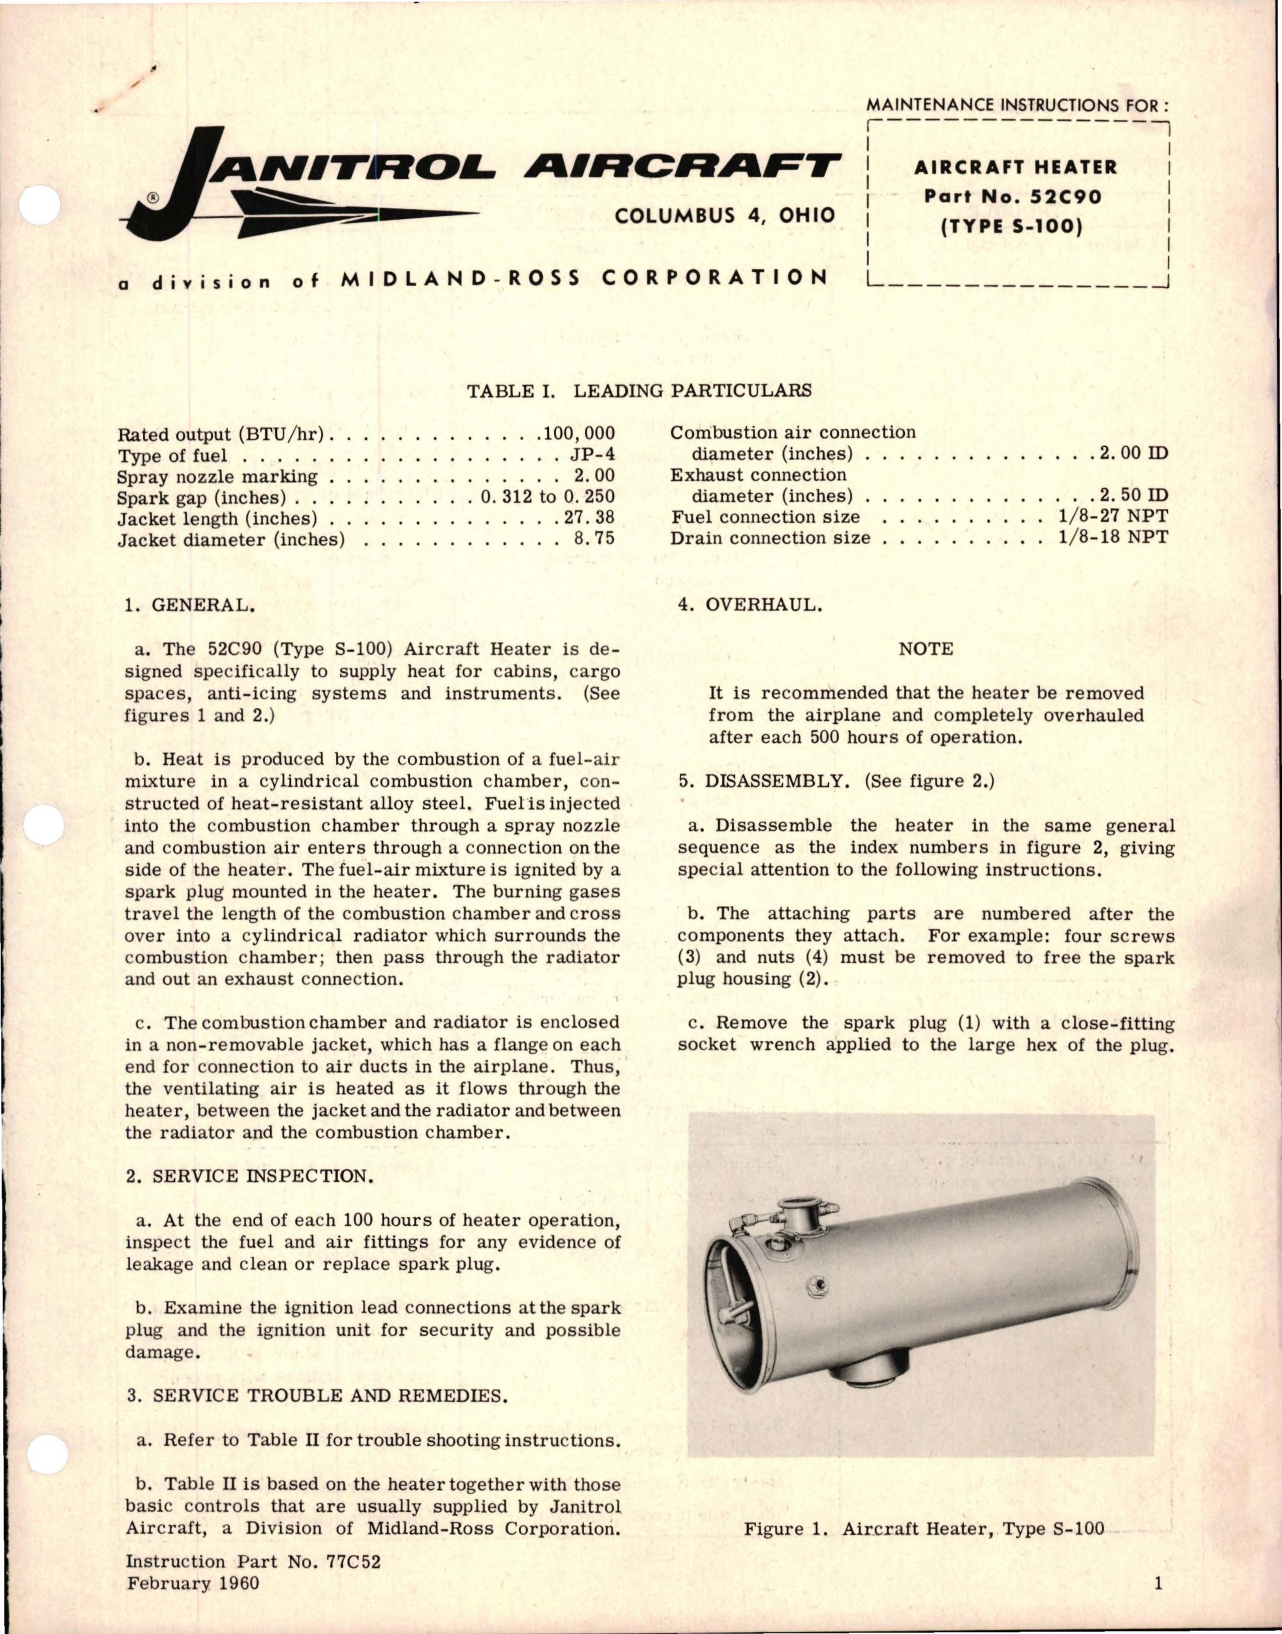 MAINTENANCE INSTRUCTIONS FOR:
JANITROL AIRCRAFT
®
COLUMBUS 4, OHIO
a division of MIDLAND-ROSS CORPORATION
AIRCRAFT HEATER
Part No. 52C90
(TYPE S-100)
TABLE I. LEADING PARTICULARS
Rated output (BTU/hr). . . . . . . . . . . . .100,000
Type of fuel . . . . . . . . . . . . . . . . . . . JP-4
Spray nozzle marking . . . . . . . . . . . . . . 2.00
Spark gap (inches) . . . . . . . . . . . 0.312 to 0.250
Jacket length (inches) . . . . . . . . . . . . . .27.38
Jacket diameter (inches) . . . . . . . . . . . . 8.75
Combustion air connection
diameter (inches) . . . . . . . . . . . . . .2.00 ID
Exhaust connection
diameter (inches) . . . . . . . . . . . . . .2.50 ID
Fuel connection size . . . . . . . . . . 1/8-27 NPT
Drain connection size . . . . . . . . . . 1/8-18 NPT
1. GENERAL.
a. The 52C90 (Type S-100) Aircraft Heater is de-
signed specifically to supply heat for cabins, cargo
spaces, anti-icing systems and instruments. (See
figures 1 and 2.)
b. Heat is produced by the combustion of a fuel-air
mixture in a cylindrical combustion chamber, con-
structed of heat-resistant alloy steel. Fuel is injected
into the combustion chamber through a spray nozzle
and combustion air enters through a connection on the
side of the heater. The fuel-air mixture is ignited by a
spark plug mounted in the heater. The burning gases
travel the length of the combustion chamber and cross
over into a cylindrical radiator which surrounds the
combustion chamber; then pass through the radiator
and out an exhaust connection.
c. The combustion chamber and radiator is enclosed
in a non-removable jacket, which has a flange on each
end for connection to air ducts in the airplane. Thus,
the ventilating air is heated as it flows through the
heater, between the jacket and the radiator and between
the radiator and the combustion chamber.
2. SERVICE INSPECTION.
a. At the end of each 100 hours of heater operation,
inspect the fuel and air fittings for any evidence of
leakage and clean or replace spark plug.
b. Examine the ignition lead connections at the spark
plug and the ignition unit for security and possible
damage.
3. SERVICE TROUBLE AND REMEDIES.
a. Refer to Table II for trouble shooting instructions.
b. Table II is based on the heater together with those
basic controls that are usually supplied by Janitrol
Aircraft, a Division of Midland-Ross Corporation.
4. OVERHAUL.
NOTE
It is recommended that the heater be removed
from the airplane and completely overhauled
after each 500 hours of operation.
5. DISASSEMBLY. (See figure 2.)
a. Disassemble the heater in the same general
sequence as the index numbers in figure 2, giving
special attention to the following instructions.
b. The attaching parts are numbered after the
components they attach. For example: four screws
(3) and nuts (4) must be removed to free the spark
plug housing (2).
c. Remove the spark plug (1) with a close-fitting
socket wrench applied to the large hex of the plug.
Figure 1. Aircraft Heater, Type S-100
Instruction Part No. 77C52
February 1960
1